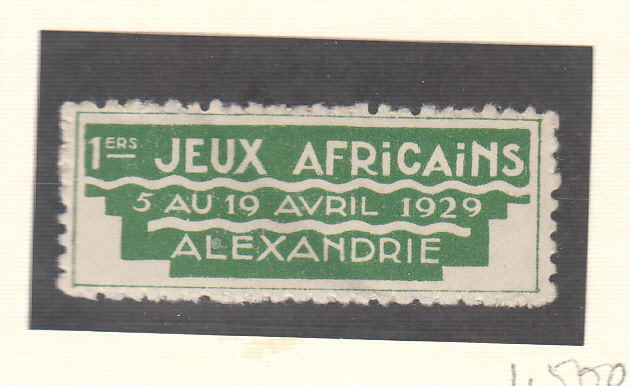 1ERS JEUX AFRiCAiNS
5 AU 19 AVRIL 1929
ALEXANDRIE